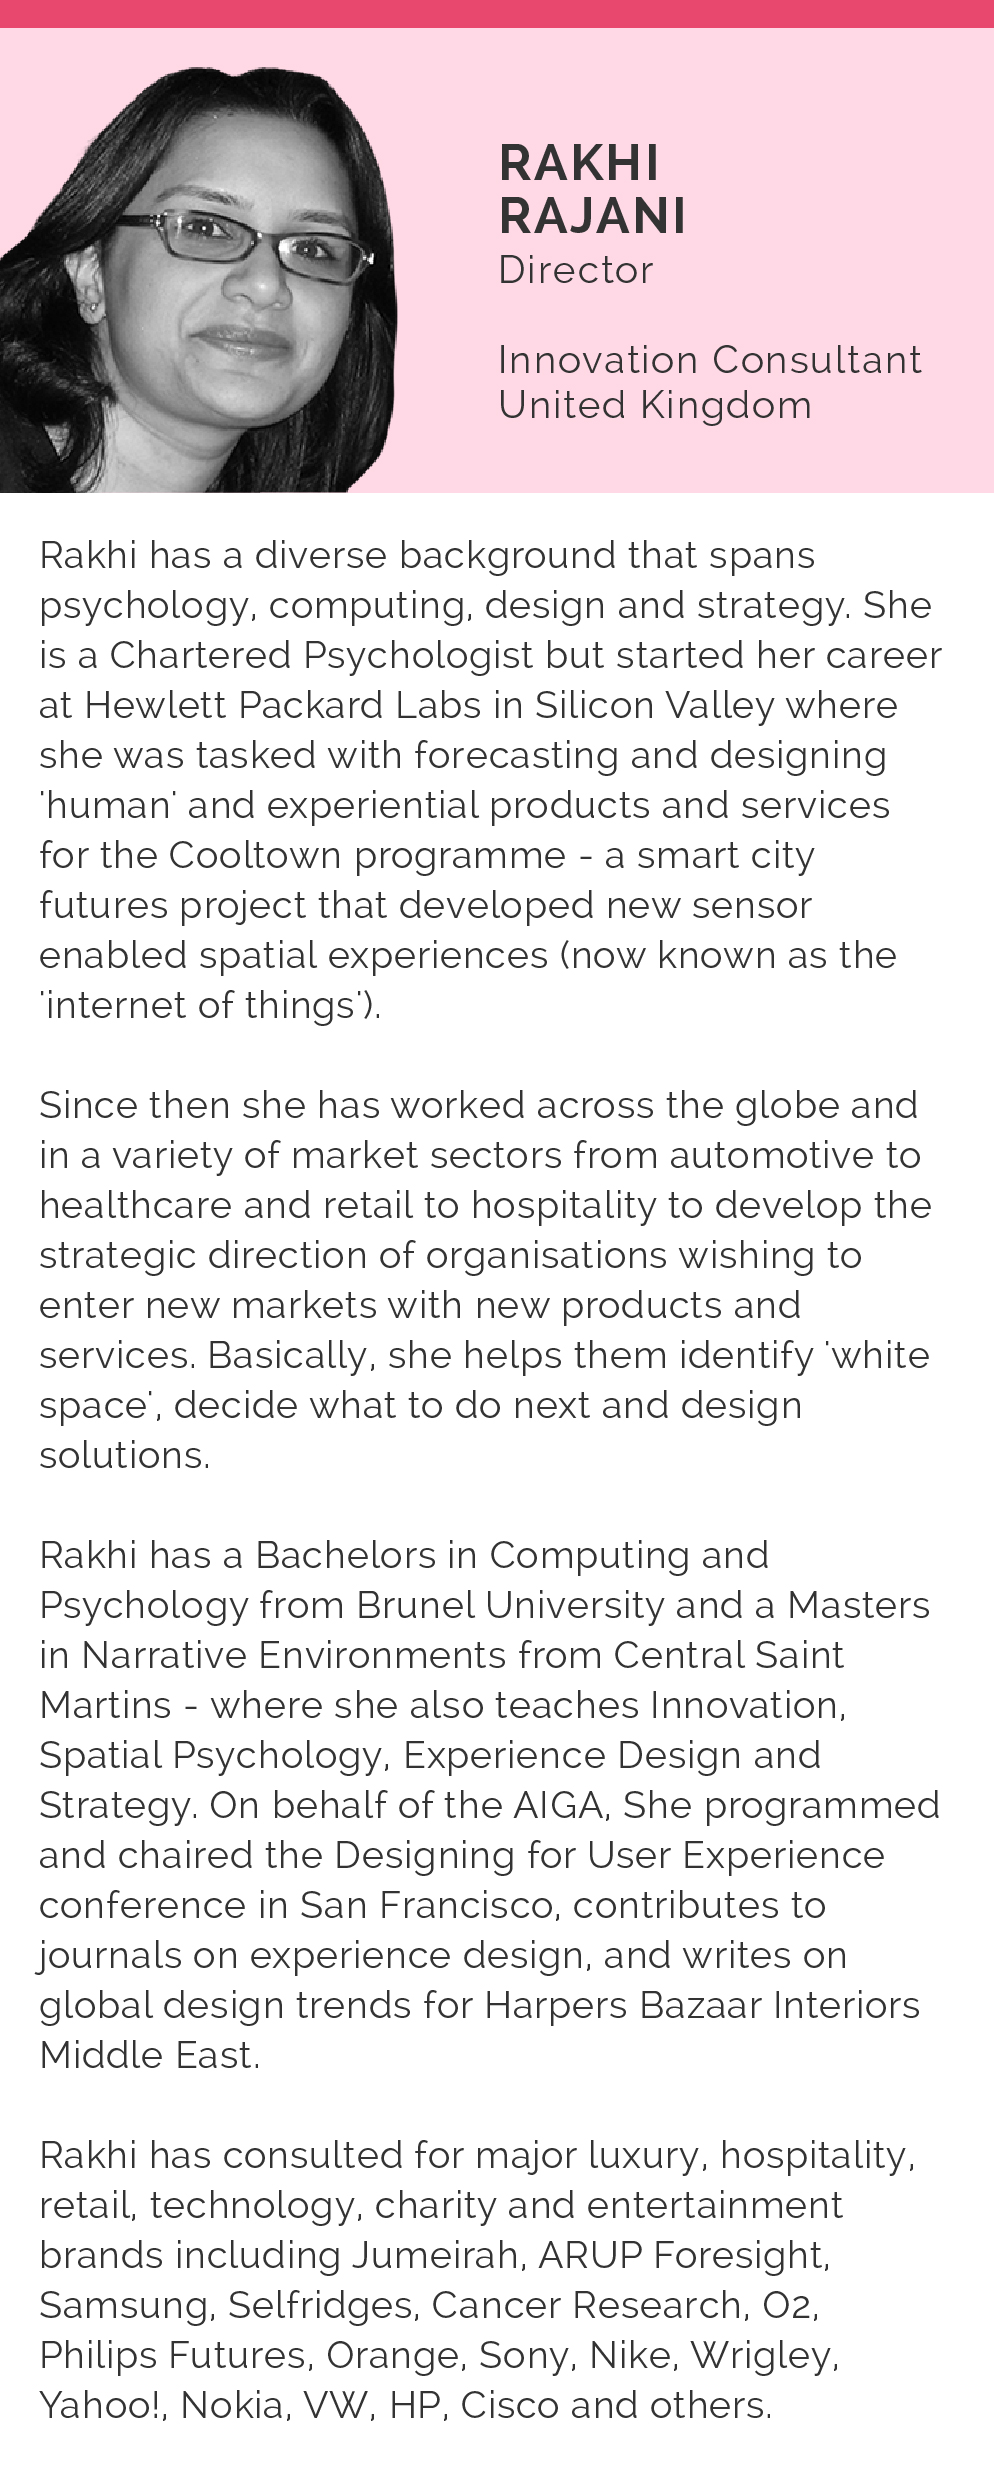 RAKHI
RAJANI
Director
Innovation Consultant
United Kingdom
Rakhi has a diverse background that spans
psychology, computing, design and strategy. She
is a Chartered Psychologist but started her career
at Hewlett Packard Labs in Silicon Valley where
she was tasked with forecasting and designing
'human' and experiential products and services
for the Cooltown programme - a smart city
futures project that developed new sensor
enabled spatial experiences (now known as the
'internet of things').
Since then she has worked across the globe and
in a variety of market sectors from automotive to
healthcare and retail to hospitality to develop the
strategic direction of organisations wishing to
enter new markets with new products and
services. Basically, she helps them identify 'white
space', decide what to do next and design
solutions.
Rakhi has a Bachelors in Computing and
Psychology from Brunel University and a Masters
in Narrative Environments from Central Saint
Martins - where she also teaches Innovation,
Spatial Psychology, Experience Design and
Strategy. On behalf of the AIGA, She programmed
and chaired the Designing for User Experience
conference in San Francisco, contributes to
journals on experience design, and writes on
global design trends for Harpers Bazaar Interiors
Middle East.
Rakhi has consulted for major luxury, hospitality,
retail, technology, charity and entertainment
brands including Jumeirah, ARUP Foresight,
Samsung, Selfridges, Cancer Research, O2,
Philips Futures, Orange, Sony, Nike, Wrigley,
Yahoo!, Nokia, VW, HP, Cisco and others.